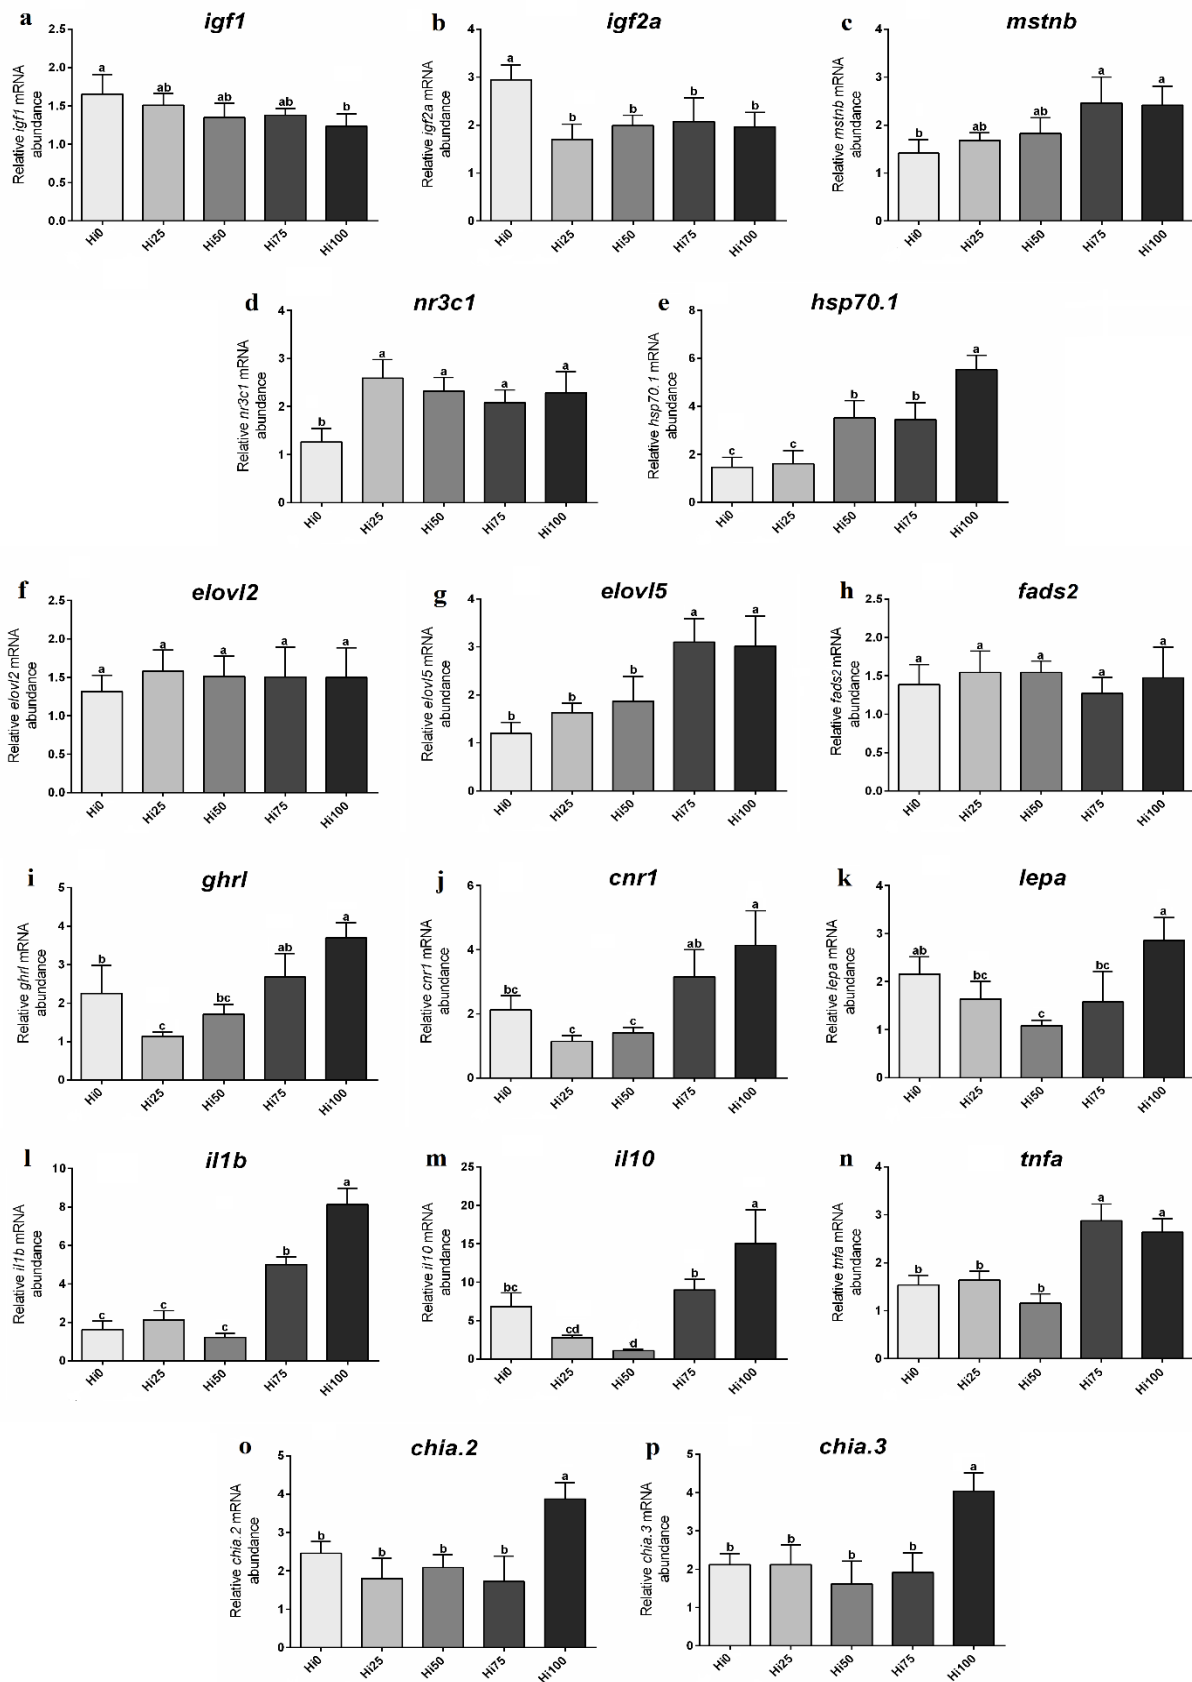 a igf1
Relative igf1 mRNA
abundance
2.5
2.0
1.5
1.0
0.5
0.0
a ab ab ab b
Hi0 Hi25 Hi50 Hi75 Hi100
b igf2a
Relative igf2a mRNA
abundance
4
3
2
1
0
a b b b b
Hi0 Hi25 Hi50 Hi75 Hi100
c mstnb
Relative mstnb mRNA
abundance
4
3
2
1
0
b ab ab a a
Hi0 Hi25 Hi50 Hi75 Hi100
d nr3c1
Relative nr3c1 mRNA
abundance
4
3
2
1
0
b a a a a
Hi0 Hi25 Hi50 Hi75 Hi100
e hsp70.1
Relative hsp70.1 mRNA
abundance
8
6
4
2
0
c c b b a
Hi0 Hi25 Hi50 Hi75 Hi100
f elovl2
Relative elovl2 mRNA
abundance
2.5
2.0
1.5
1.0
0.5
0.0
a a a a a
Hi0 Hi25 Hi50 Hi75 Hi100
g elovl5
Relative elovl5 mRNA
abundance
4
3
2
1
0
b b b a a
Hi0 Hi25 Hi50 Hi75 Hi100
h fads2
Relative fads2 mRNA
abundance
2.5
2.0
1.5
1.0
0.5
0.0
a a a a a
Hi0 Hi25 Hi50 Hi75 Hi100
i ghrl
Relative ghrl mRNA
abundance
5
4
3
2
1
0
b c bc ab a
Hi0 Hi25 Hi50 Hi75 Hi100
j cnr1
Relative cnr1 mRNA
abundance
6
4
2
0
bc c c ab a
Hi0 Hi25 Hi50 Hi75 Hi100
k lepa
Relative lepa mRNA
abundance
4
3
2
1
0
ab bc c bc a
Hi0 Hi25 Hi50 Hi75 Hi100
l il1b
Relative il1b mRNA
abundance
10
8
6
4
2
0
c c c b a
Hi0 Hi25 Hi50 Hi75 Hi100
m il10
Relative il10 mRNA
abundance
25
20
15
10
5
0
bc cd d b a
Hi0 Hi25 Hi50 Hi75 Hi100
n tnfa
Relative tnfa mRNA
abundance
4
3
2
1
0
b b b a a
Hi0 Hi25 Hi50 Hi75 Hi100
o chia.2
Relative chia.2 mRNA
abundance
5
4
3
2
1
0
b b b b a
Hi0 Hi25 Hi50 Hi75 Hi100
p chia.3
Relative chia.3 mRNA
abundance
5
4
3
2
1
0
b b b b a
Hi0 Hi25 Hi50 Hi75 Hi100